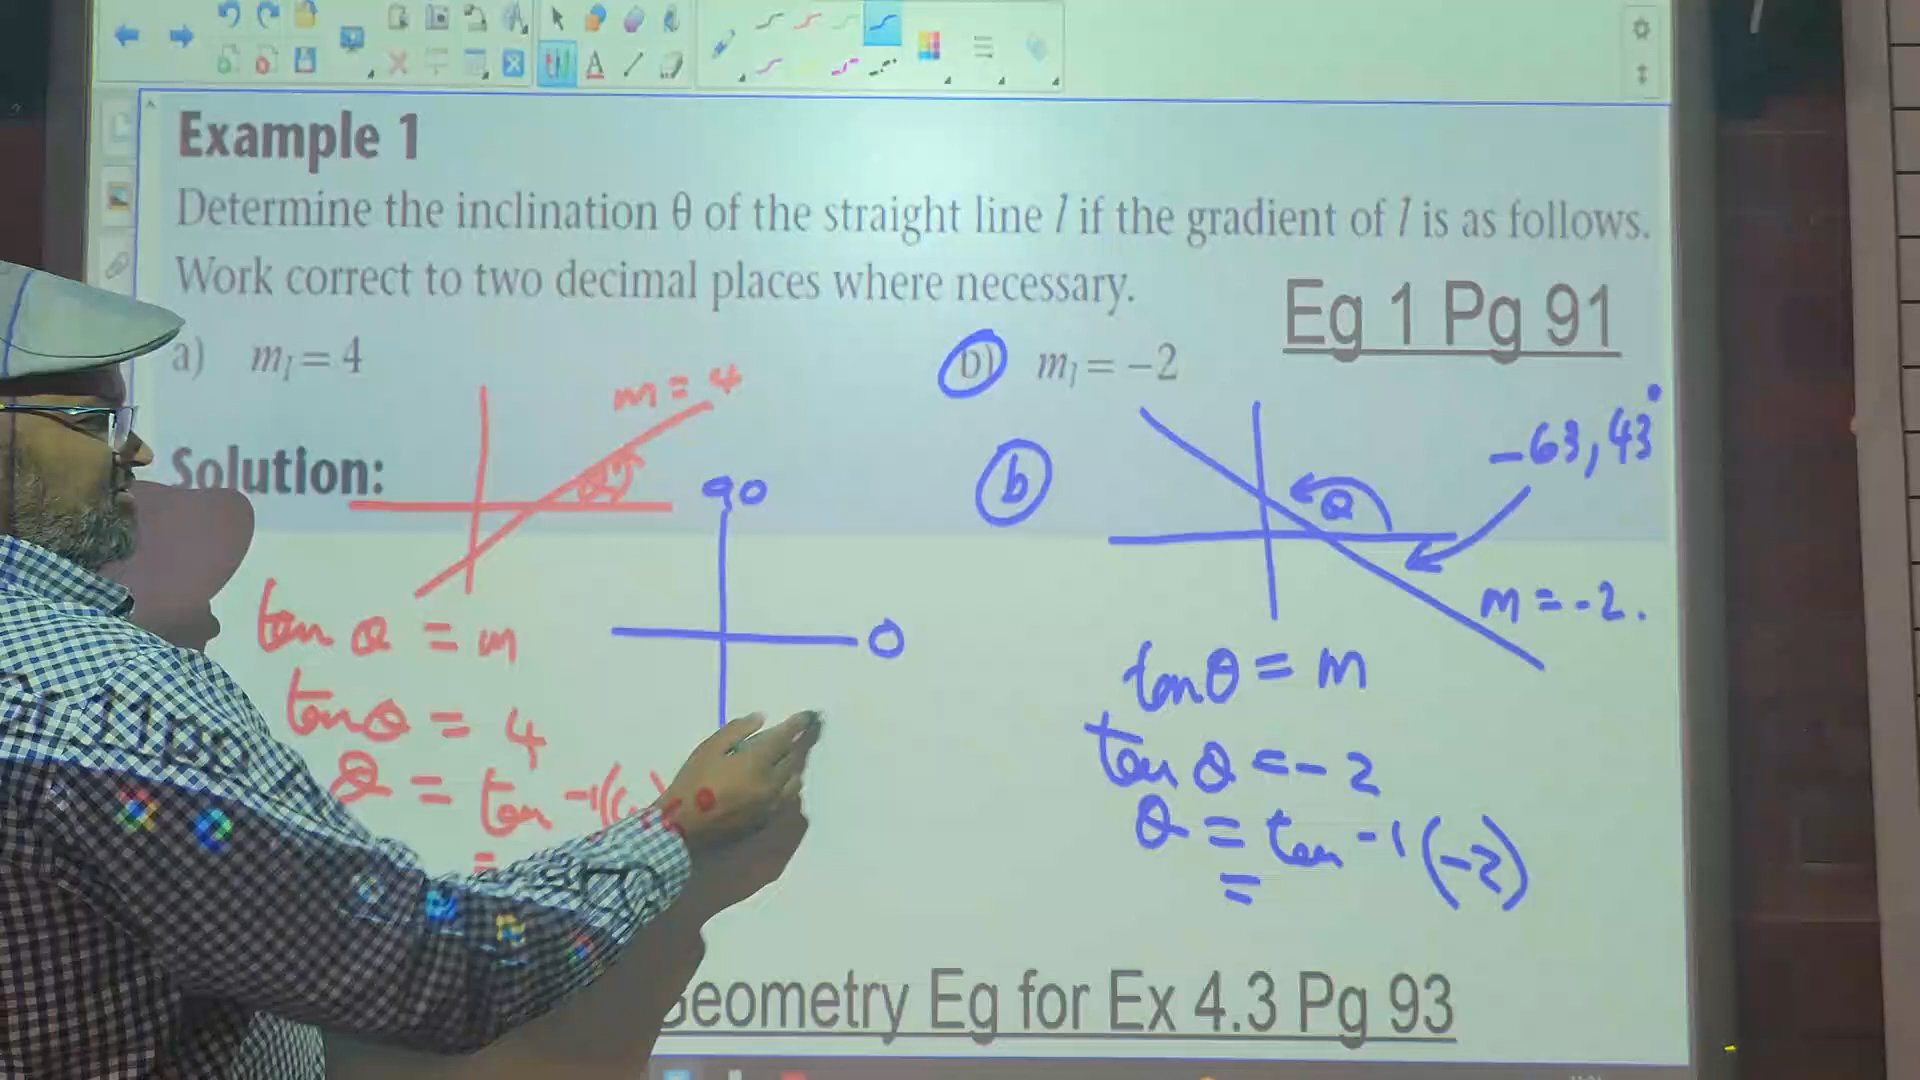 Example 1
Determine the inclination θ of the straight line l if the gradient of l is as follows.
Work correct to two decimal places where necessary.
Eg 1 Pg 91
a) m_l = 4
b) m_l = -2
m = 4
-63,43°
Solution:
90
b
θ
θ
0
m = -2.
tan θ = m
tan θ = m
tan θ = 4
tan θ = -2
θ = tan -1(
θ = tan -1 (-2)
=
=
Geometry Eg for Ex 4.3 Pg 93